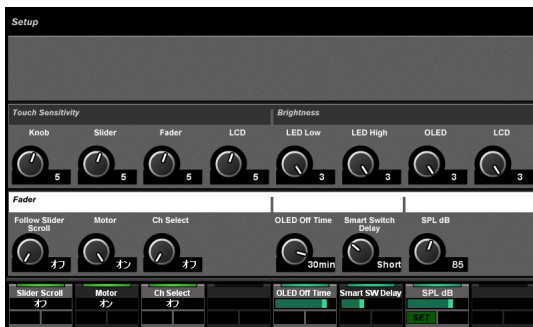 Setup
Touch Sensitivity
Brightness
Knob Slider Fader LCD LED Low LED High OLED LCD
5 5 5 5 3 3 3 3
Fader
Follow Slider Scroll Motor Ch Select OLED Off Time Smart Switch Delay SPL dB
オフ オン オフ 30min Short 85
Slider Scroll Motor Ch Select OLED Off Time Smart SW Delay SPL dB
オフ オン オフ
SET